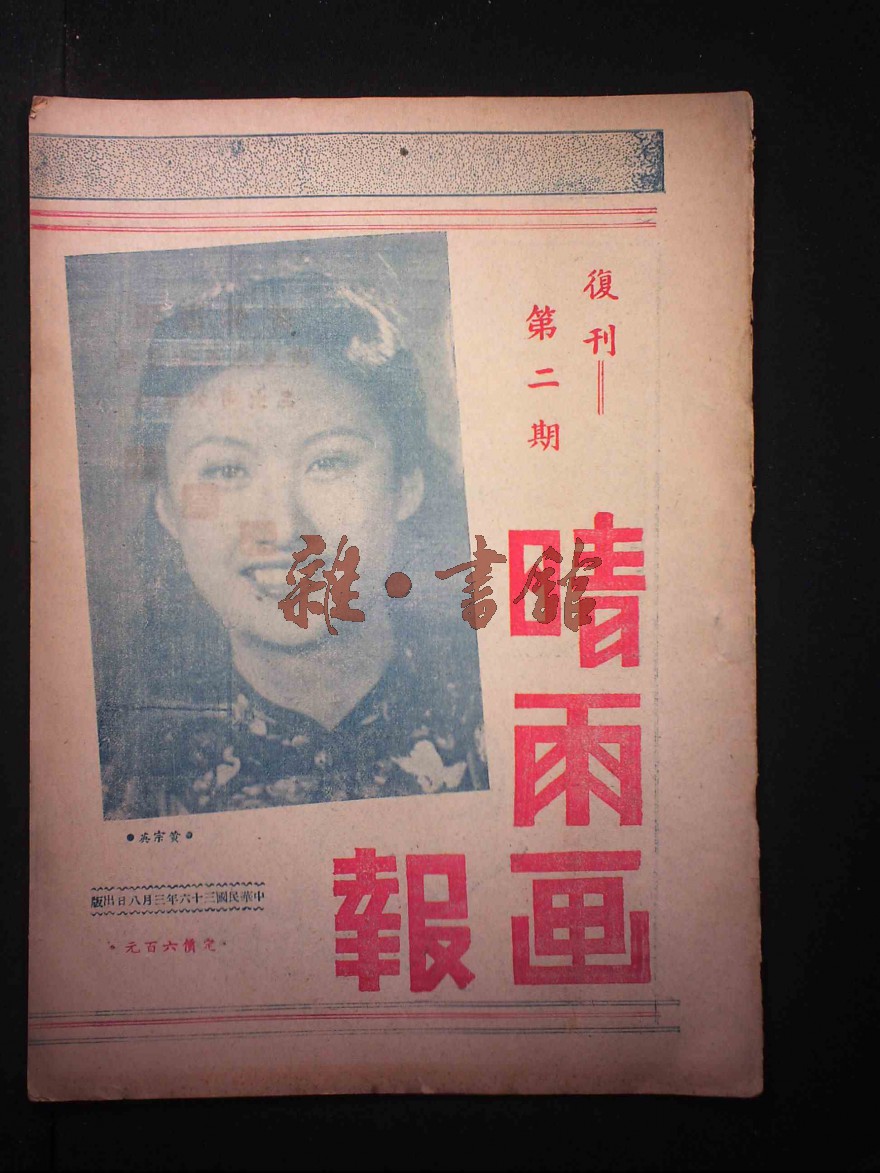 復刊
第二期
晴雨画
報
黄宗英
中華民國三十六年三月八日出版
定價六百元
雜·書館